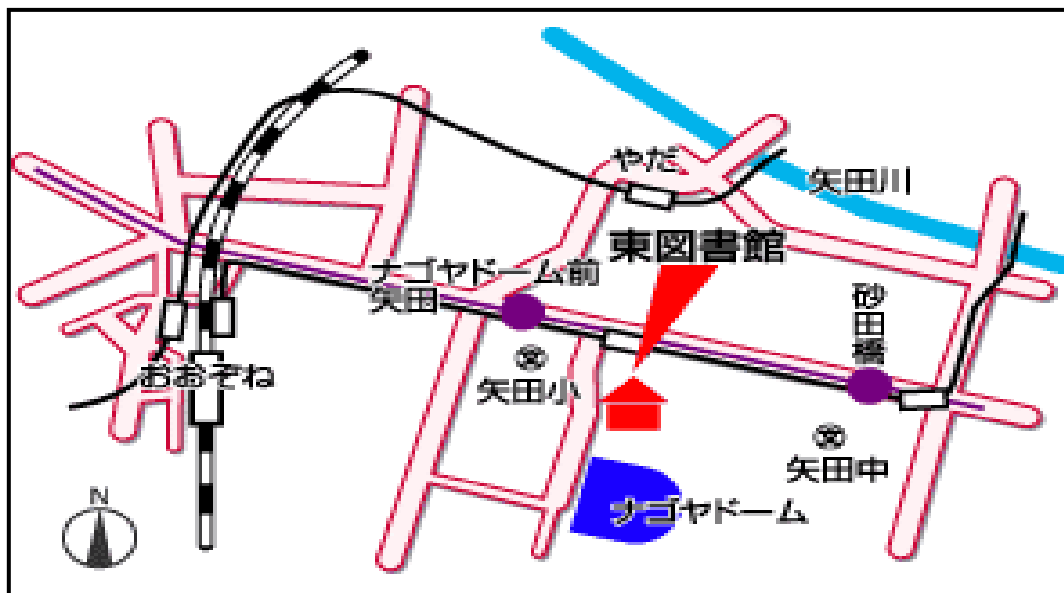 やだ
矢田川
東図書館
ナゴヤドーム前
矢田
砂田橋
おおぞね
矢田小
矢田中
ナゴヤドーム
N